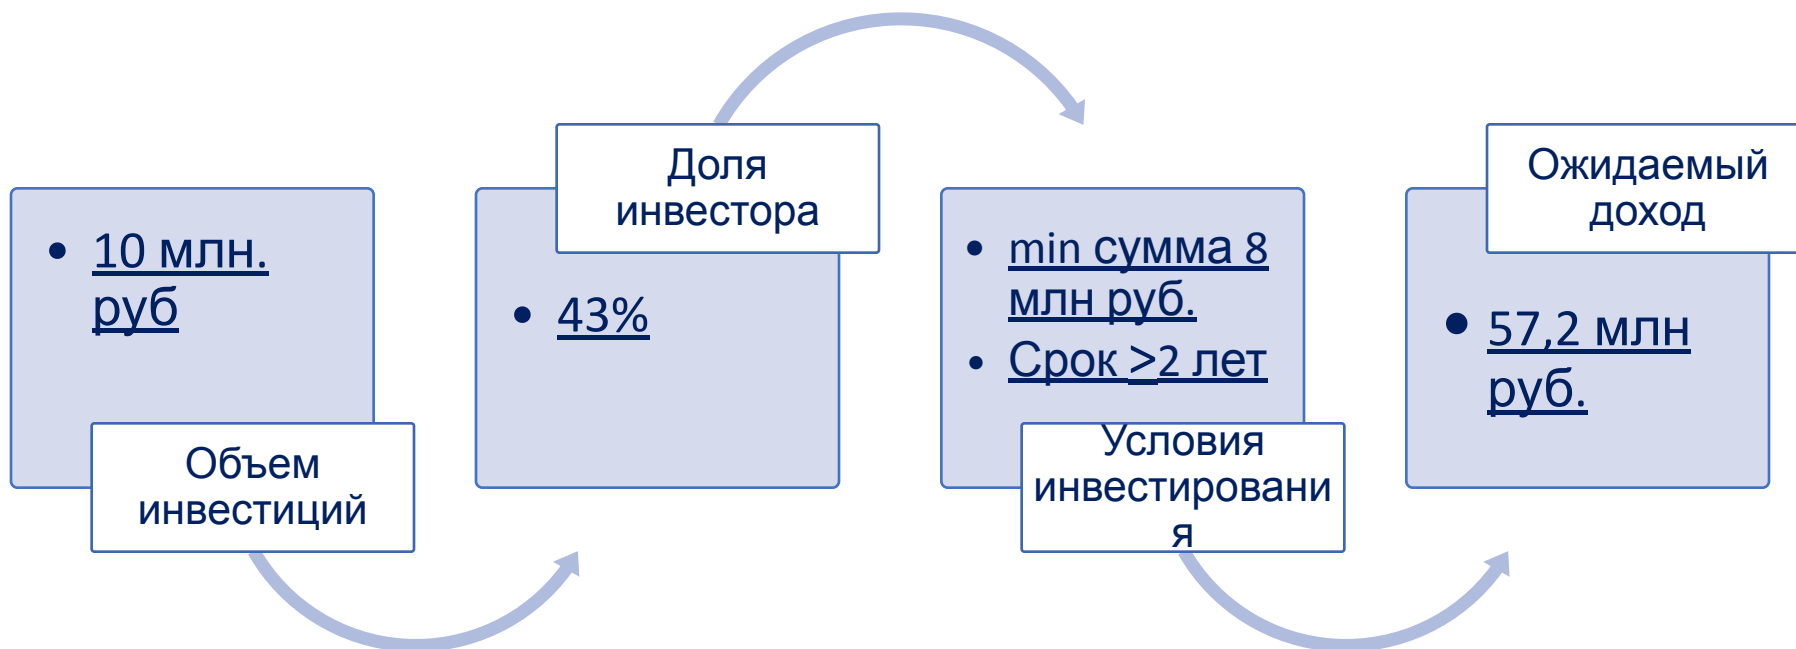 • 10 млн.
руб
Объем
инвестиций
Доля
инвестора
• 43%
• min сумма 8
млн руб.
• Срок >2 лет
Условия
инвестировани
я
Ожидаемый
доход
• 57,2 млн
руб.